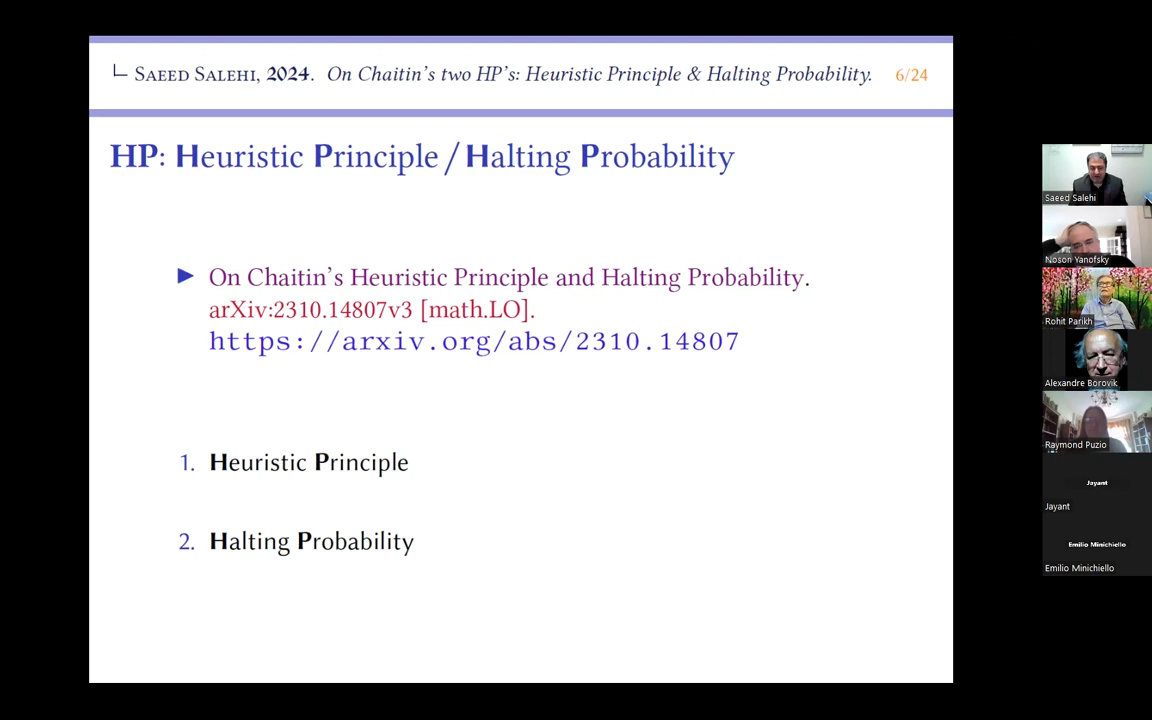 Saeed Salehi, 2024. On Chaitin's two HP's: Heuristic Principle & Halting Probability. 6/24
HP: Heuristic Principle / Halting Probability
▶ On Chaitin's Heuristic Principle and Halting Probability.
arXiv:2310.14807v3 [math.LO].
https://arxiv.org/abs/2310.14807
1. Heuristic Principle
2. Halting Probability
Saeed Salehi
Noson Yanofsky
Rohit Parikh
Alexandre Borovik
Raymond Puzio
Jayant
Jayant
Emilio Minichiello
Emilio Minichiello